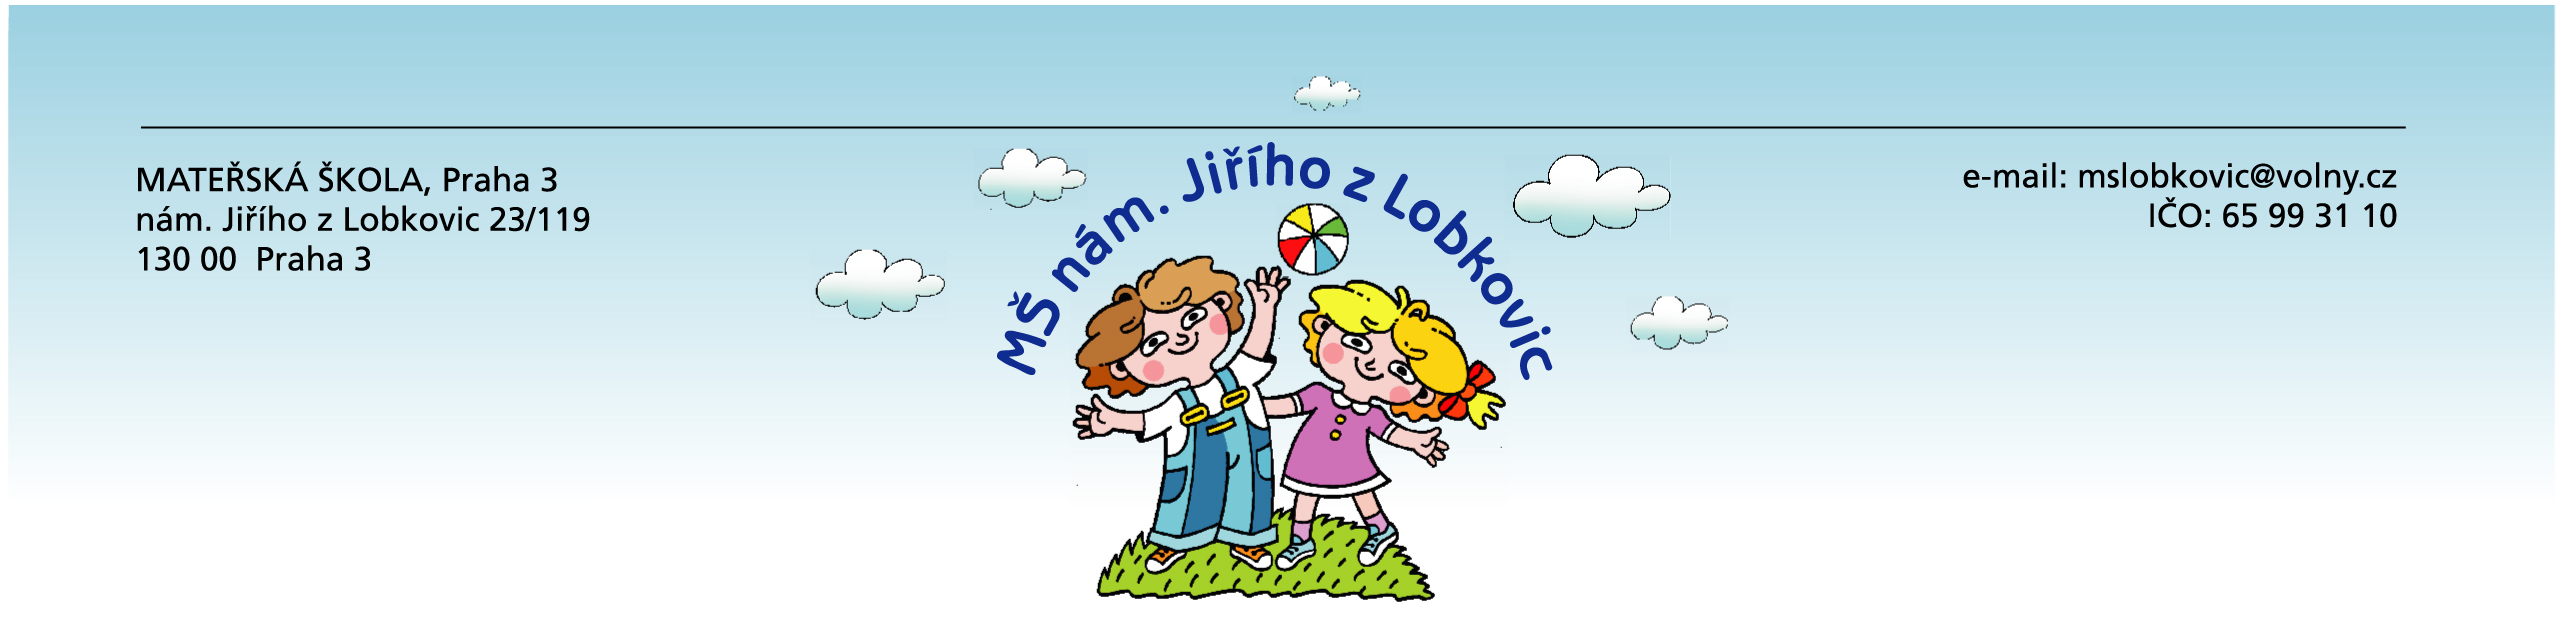 MATEŘSKÁ ŠKOLA, Praha 3
nám. Jiřího z Lobkovic 23/119
130 00  Praha 3
MŠ nám. Jiřího z Lobkovic
e-mail: mslobkovic@volny.cz
IČO: 65 99 31 10